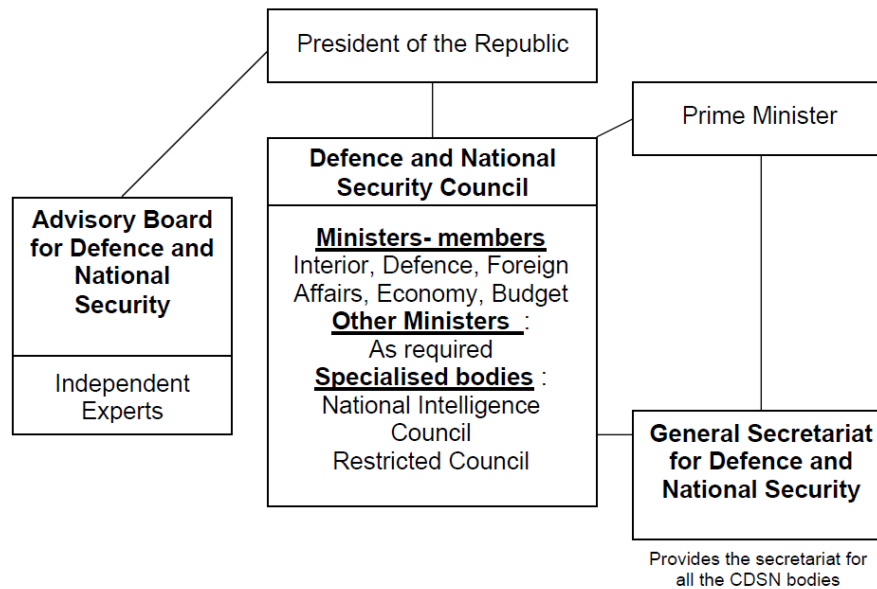 President of the Republic
Prime Minister
Defence and National
Security Council
Advisory Board
for Defence and
National
Security
Independent
Experts
Ministers- members
Interior, Defence, Foreign
Affairs, Economy, Budget
Other Ministers :
As required
Specialised bodies :
National Intelligence
Council
Restricted Council
General Secretariat
for Defence and
National Security
Provides the secretariat for
all the CDSN bodies